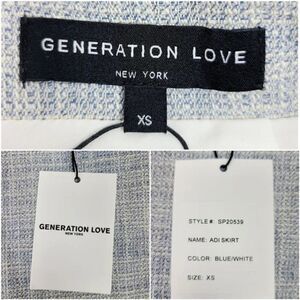 GENERATION LOVE
NEW YORK
XS
GENERATION LOVE
NEW YORK
STYLE#: SP20539
NAME: ADI SKIRT
COLOR: BLUE/WHITE
SIZE: XS